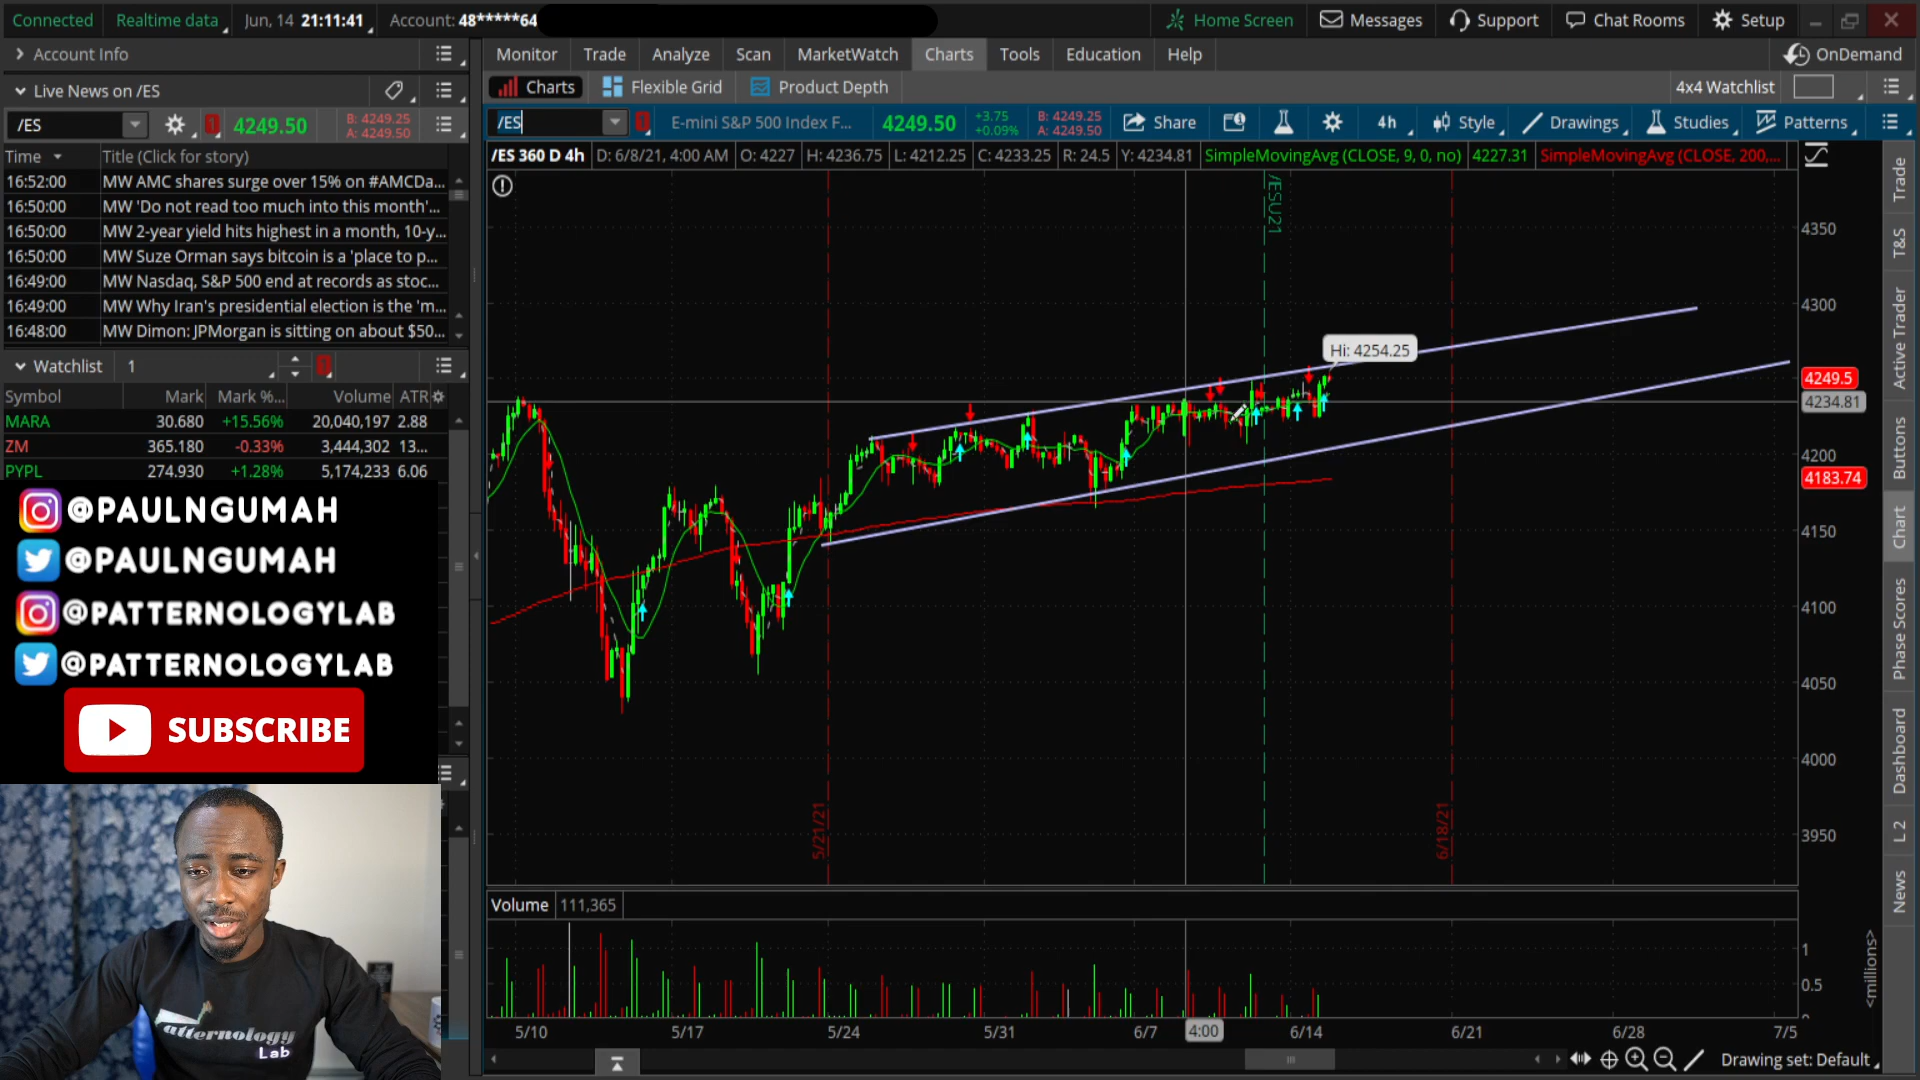 Connected
Realtime data
Jun, 14 21:11:41
Account: 48*****64
Home Screen
Messages
Support
Chat Rooms
Setup
Account Info
Monitor
Trade
Analyze
Scan
MarketWatch
Charts
Tools
Education
Help
OnDemand
Live News on /ES
Charts
Flexible Grid
Product Depth
4x4 Watchlist
/ES
4249.50
B: 4249.25
A: 4249.50
/ES
E-mini S&P 500 Index F...
4249.50
+3.75
+0.09%
B: 4249.25
A: 4249.50
Share
4h
Style
Drawings
Studies
Patterns
Time Title (Click for story)
16:52:00 MW AMC shares surge over 15% on #AMCDa...
16:50:00 MW 'Do not read too much into this month'...
16:50:00 MW 2-year yield hits highest in a month, 10-y...
16:50:00 MW Suze Orman says bitcoin is a 'place to p...
16:49:00 MW Nasdaq, S&P 500 end at records as stoc...
16:49:00 MW Why Iran's presidential election is the 'm...
16:48:00 MW Dimon: JPMorgan is sitting on about $50...
Watchlist 1
Symbol Mark Mark %... Volume ATR
MARA 30.680 +15.56% 20,040,197 2.88
ZM 365.180 -0.33% 3,444,302 13...
PYPL 274.930 +1.28% 5,174,233 6.06
@PAULNGUMAH
@PAULNGUMAH
@PATTERNOLOGYLAB
@PATTERNOLOGYLAB
SUBSCRIBE
atternology
Lab
/ES 360 D 4h
D: 6/8/21, 4:00 AM
O: 4227
H: 4236.75
L: 4212.25
C: 4233.25
R: 24.5
Y: 4234.81
SimpleMovingAvg (CLOSE, 9, 0, no)
4227.31
SimpleMovingAvg (CLOSE, 200,...
/ESU21
Hi: 4254.25
5/21/21
6/18/21
4350
4300
4249.5
4234.81
4200
4183.74
4150
4100
4050
4000
3950
Volume 111,365
1
0.5
0
<millions>
5/10
5/17
5/24
5/31
6/7
4:00
6/14
6/21
6/28
7/5
Drawing set: Default
Trade
T&S
Active Trader
Buttons
Chart
Phase Scores
Dashboard
L 2
News